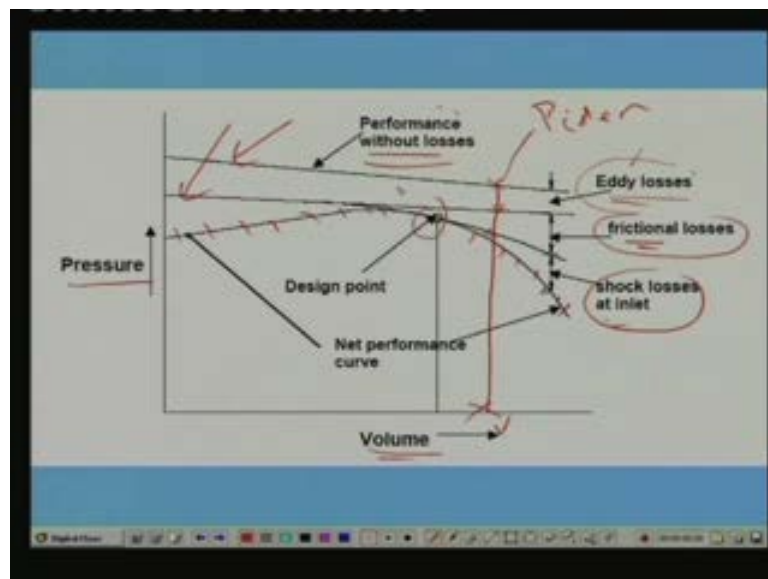 Performance
without losses
Eddy losses
frictional losses
Pressure
Design point
shock losses
at inlet
Net performance
curve
Volume